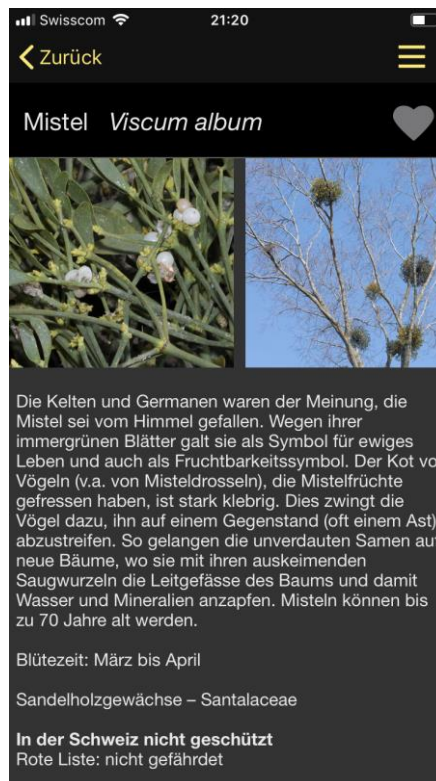 Swisscom 21:20
Zurück
Mistel Viscum album
Die Kelten und Germanen waren der Meinung, die
Mistel sei vom Himmel gefallen. Wegen ihrer
immergrünen Blätter galt sie als Symbol für ewiges
Leben und auch als Fruchtbarkeitssymbol. Der Kot vo
Vögeln (v.a. von Misteldrosseln), die Mistelfrüchte
gefressen haben, ist stark klebrig. Dies zwingt die
Vögel dazu, ihn auf einem Gegenstand (oft einem Ast)
abzustreifen. So gelangen die unverdauten Samen auf
neue Bäume, wo sie mit ihren auskeimenden
Saugwurzeln die Leitgefässe des Baums und damit
Wasser und Mineralien anzapfen. Misteln können bis
zu 70 Jahre alt werden.
Blütezeit: März bis April
Sandelholzgewächse – Santalaceae
In der Schweiz nicht geschützt
Rote Liste: nicht gefährdet